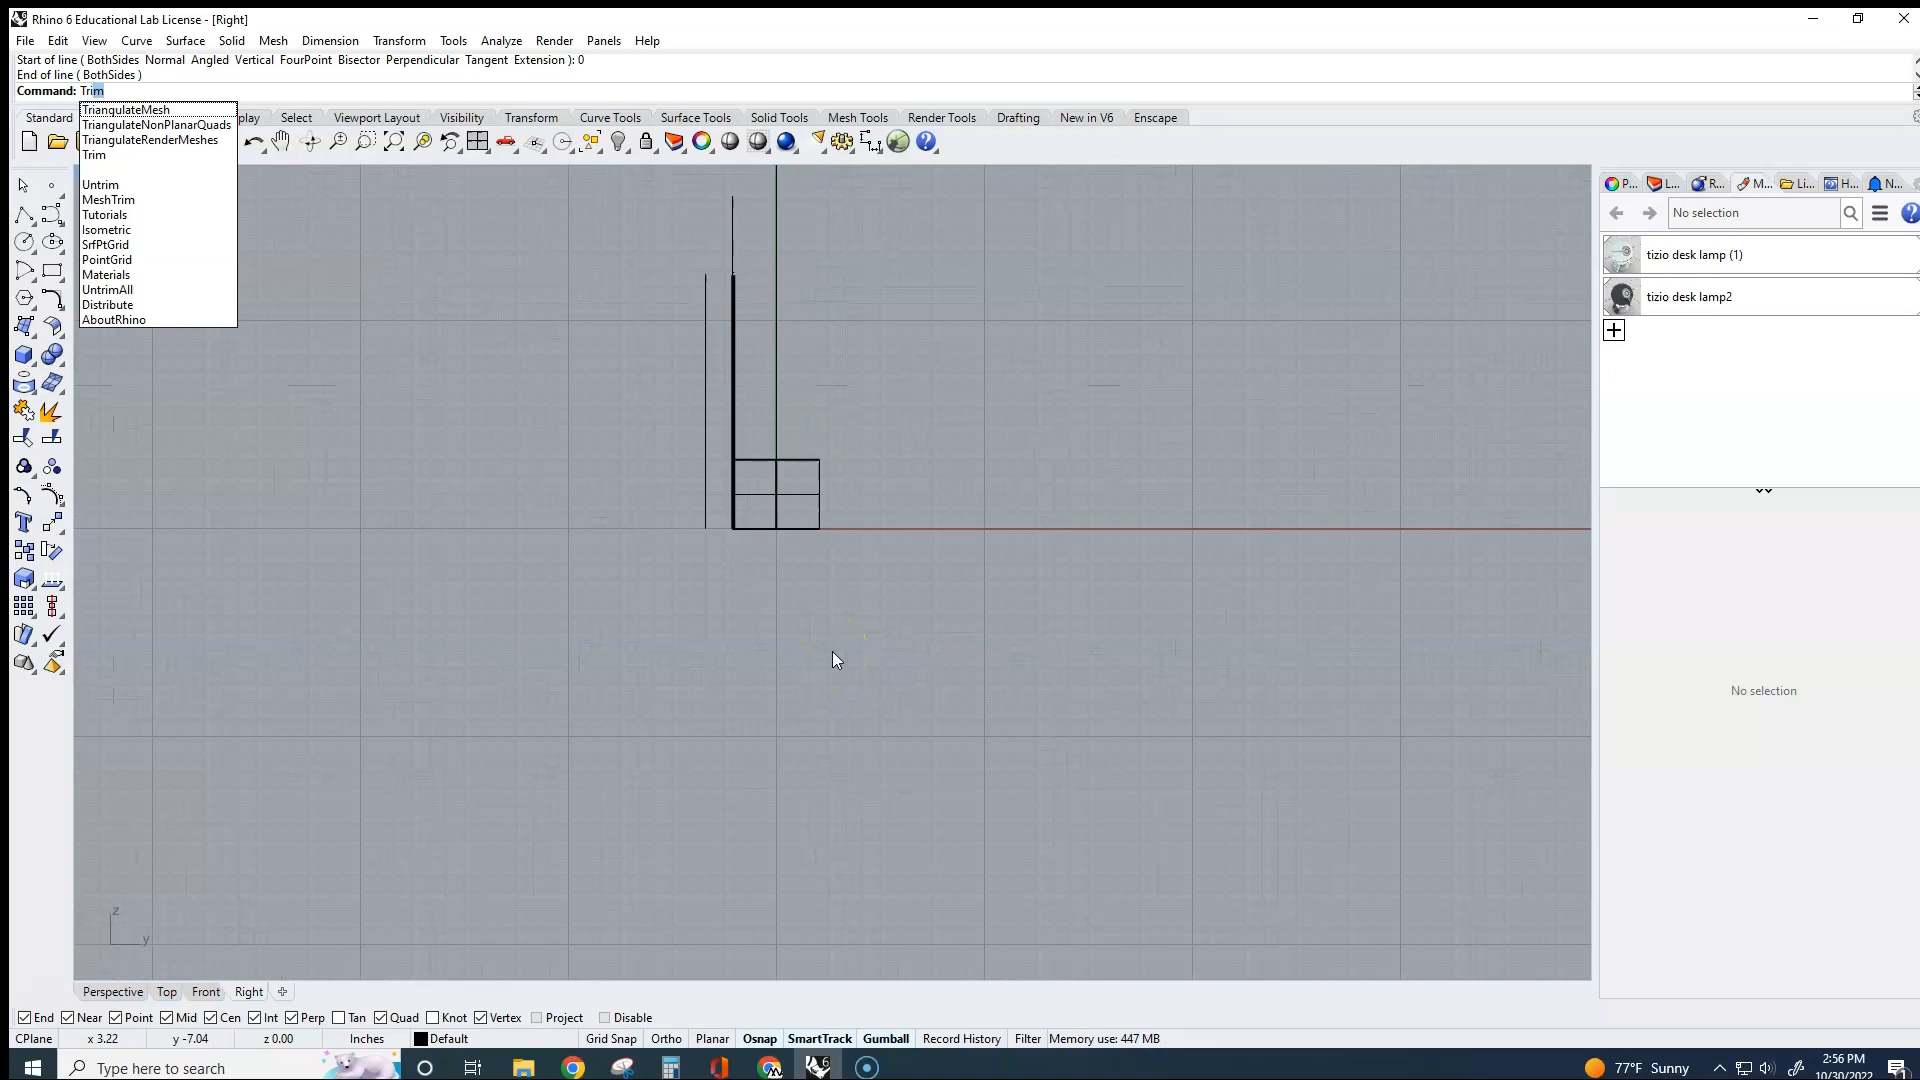 Rhino 6 Educational Lab License - [Right]
File Edit View Curve Surface Solid Mesh Dimension Transform Tools Analyze Render Panels Help
Start of line ( BothSides Normal Angled Vertical FourPoint Bisector Perpendicular Tangent Extension ): 0
End of line ( BothSides )
Command: Trim
TriangulateMesh
TriangulateNonPlanarQuads
TriangulateRenderMeshes
Trim
Untrim
MeshTrim
Tutorials
Isometric
SrfPtGrid
PointGrid
Materials
UntrimAll
Distribute
AboutRhino
Standard play Select Viewport Layout Visibility Transform Curve Tools Surface Tools Solid Tools Mesh Tools Render Tools Drafting New in V6 Enscape
P... L... R... M... Li... H... N...
No selection
tizio desk lamp (1)
tizio desk lamp2
No selection
z
y
Perspective Top Front Right
End Near Point Mid Cen Int Perp Tan Quad Knot Vertex Project Disable
CPlane x 3.22 y -7.04 z 0.00 Inches Default Grid Snap Ortho Planar Osnap SmartTrack Gumball Record History Filter Memory use: 447 MB
Type here to search
77°F Sunny
2:56 PM
10/30/2022